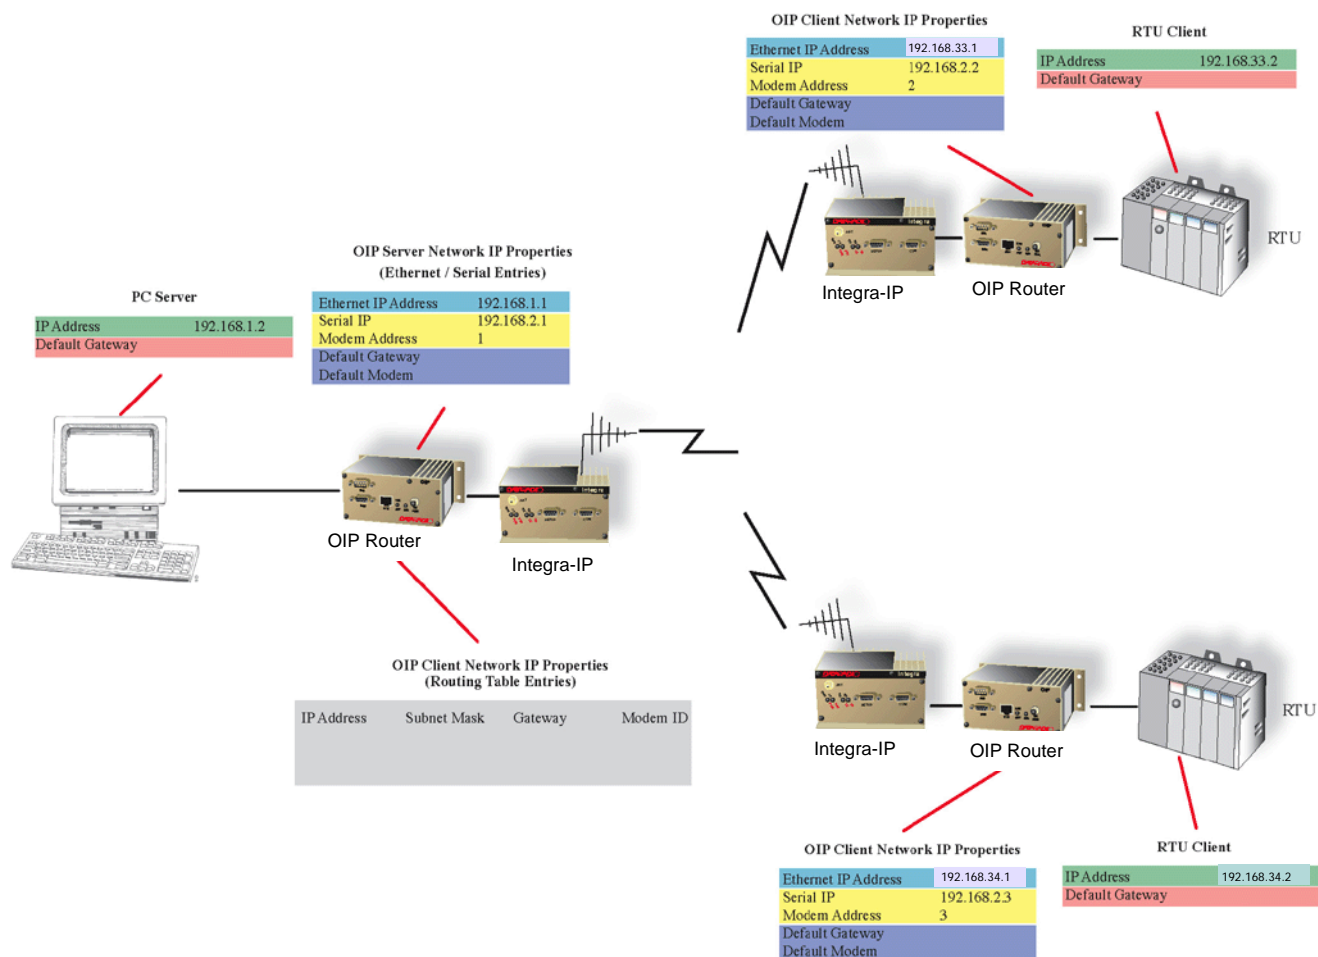 OIP Client Network IP Properties
Ethernet IP Address 192.168.33.1
Serial IP 192.168.2.2
Modem Address 2
Default Gateway
Default Modem
RTU Client
IP Address 192.168.33.2
Default Gateway
Integra-IP
OIP Router
RTU
OIP Server Network IP Properties
(Ethernet / Serial Entries)
Ethernet IP Address 192.168.1.1
Serial IP 192.168.2.1
Modem Address 1
Default Gateway
Default Modem
PC Server
IP Address 192.168.1.2
Default Gateway
OIP Router
Integra-IP
OIP Client Network IP Properties
(Routing Table Entries)
IP Address Subnet Mask Gateway Modem ID
Integra-IP
OIP Router
RTU
OIP Client Network IP Properties
Ethernet IP Address 192.168.34.1
Serial IP 192.168.2.3
Modem Address 3
Default Gateway
Default Modem
RTU Client
IP Address 192.168.34.2
Default Gateway